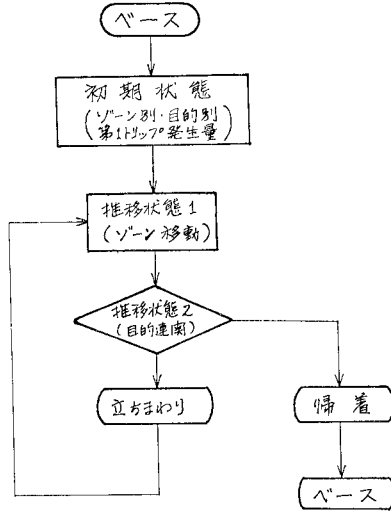 ベース
初期状態
(ゾーン別・目的別
第1トリップ発生量)
推移状態1
(ゾーン移動)
推移状態2
(目的連関)
立ちまわり
帰着
ベース